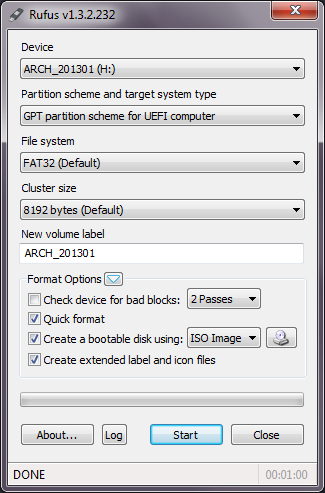 Rufus v1.3.2.232
Device
ARCH_201301 (H:)
Partition scheme and target system type
GPT partition scheme for UEFI computer
File system
FAT32 (Default)
Cluster size
8192 bytes (Default)
New volume label
ARCH_201301
Format Options
Check device for bad blocks: 2 Passes
Quick format
Create a bootable disk using: ISO Image
Create extended label and icon files
About... Log Start Close
DONE 00:01:00